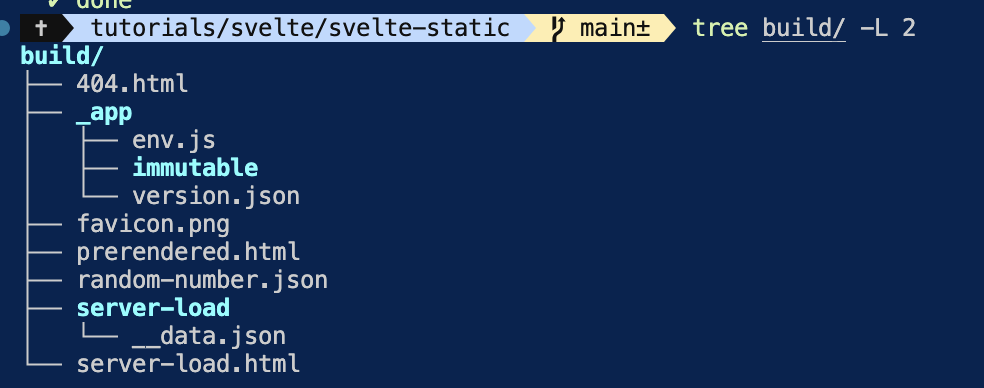 ✔ done
✝ tutorials/svelte/svelte-static main± tree build/ -L 2
build/
├── 404.html
├── _app
│   ├── env.js
│   ├── immutable
│   └── version.json
├── favicon.png
├── prerendered.html
├── random-number.json
├── server-load
│   └── __data.json
└── server-load.html